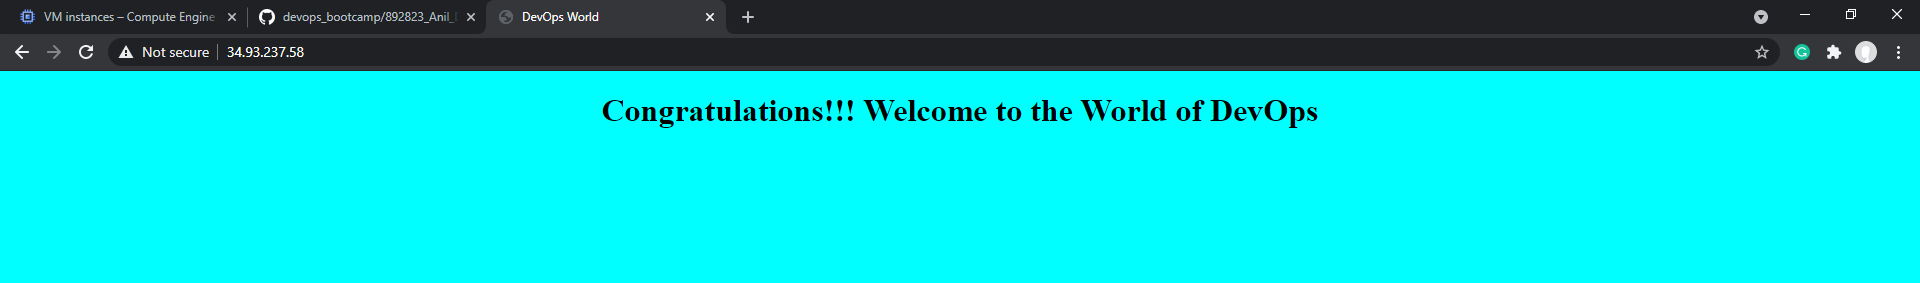 VM instances – Compute Engine
devops_bootcamp/892823_Anil_
DevOps World
Not secure
34.93.237.58
Congratulations!!! Welcome to the World of DevOps